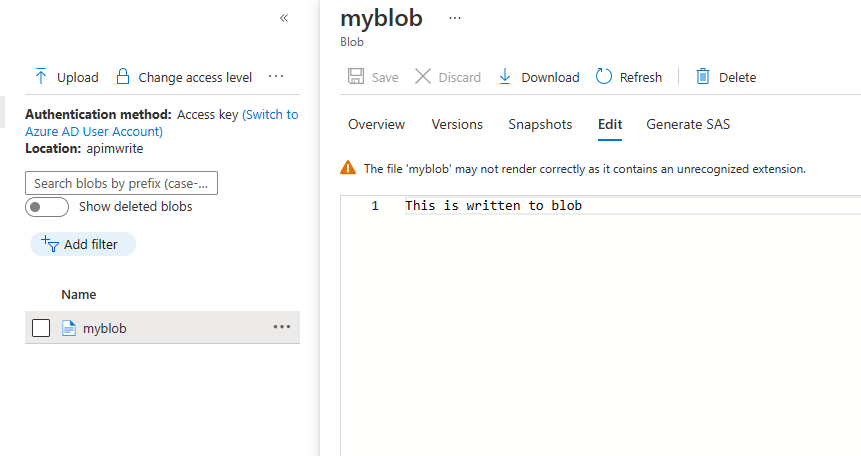 «
Upload
Change access level
...
Authentication method: Access key (Switch to
Azure AD User Account)
Location: apimwrite
Search blobs by prefix (case-...
Show deleted blobs
Add filter
Name
myblob
...
myblob
...
Blob
Save
Discard
Download
Refresh
Delete
Overview
Versions
Snapshots
Edit
Generate SAS
The file 'myblob' may not render correctly as it contains an unrecognized extension.
1 This is written to blob